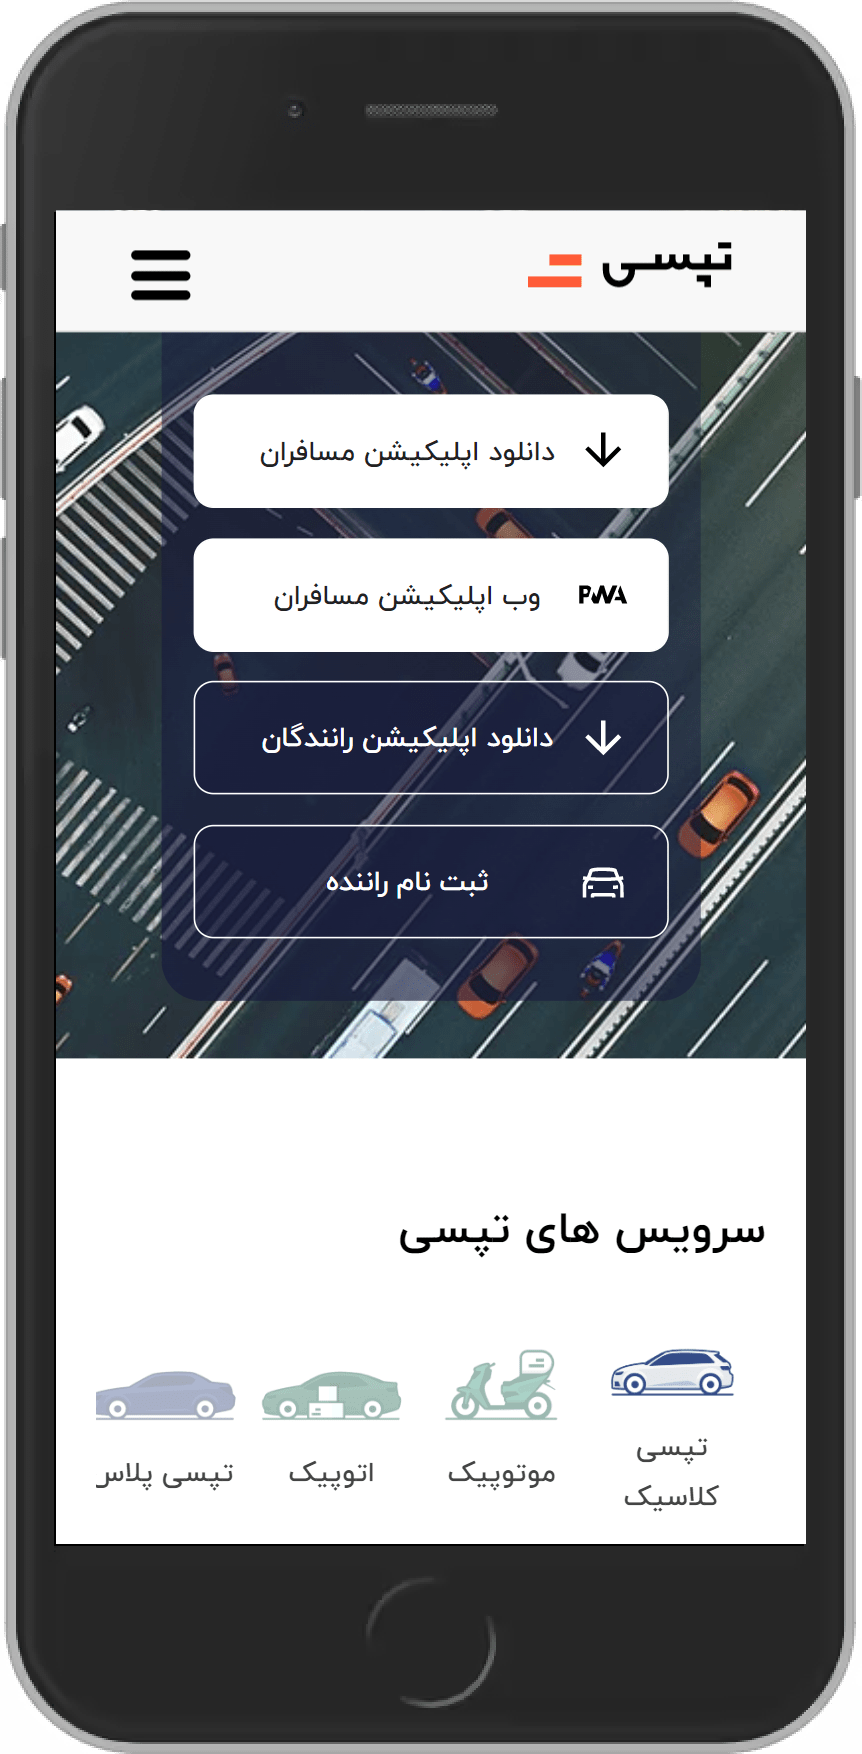 تپسی
دانلود اپلیکیشن مسافران
PWA وب اپلیکیشن مسافران
دانلود اپلیکیشن رانندگان
ثبت نام راننده
سرویس های تپسی
تپسی کلاسیک
موتوپیک
اتوپیک
تپسی پلاس